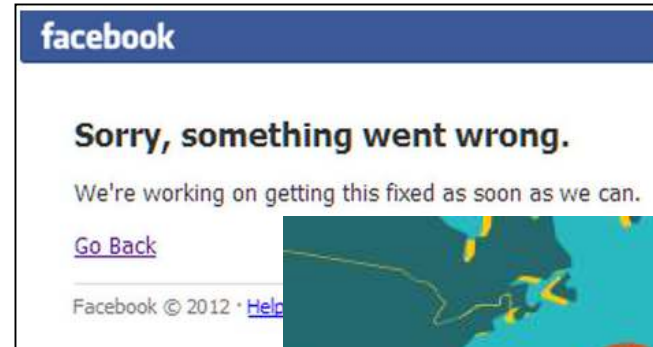 facebook
Sorry, something went wrong.
We're working on getting this fixed as soon as we can.
Go Back
Facebook © 2012 · Help